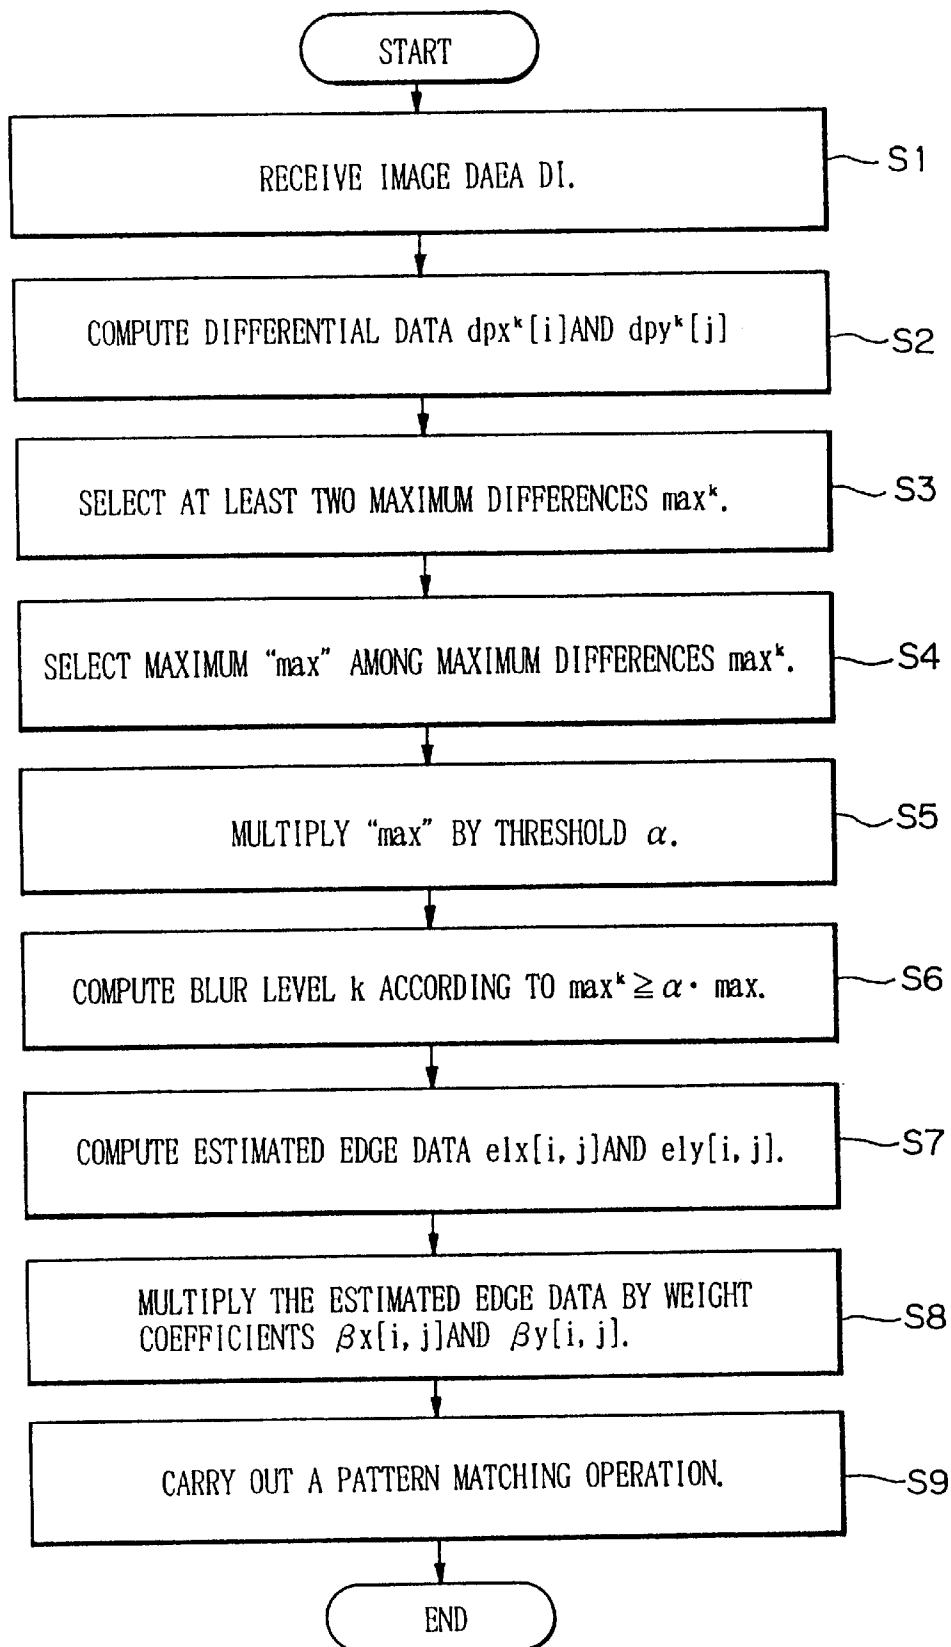 START
RECEIVE IMAGE DAEA DI.
S1
COMPUTE DIFFERENTIAL DATA dpxᵏ[i]AND dpyᵏ[j]
S2
SELECT AT LEAST TWO MAXIMUM DIFFERENCES maxᵏ.
S3
SELECT MAXIMUM “max” AMONG MAXIMUM DIFFERENCES maxᵏ.
S4
MULTIPLY “max” BY THRESHOLD α.
S5
COMPUTE BLUR LEVEL k ACCORDING TO maxᵏ≧α· max.
S6
COMPUTE ESTIMATED EDGE DATA elx[i, j]AND ely[i, j].
S7
MULTIPLY THE ESTIMATED EDGE DATA BY WEIGHT
COEFFICIENTS βx[i, j]AND βy[i, j].
S8
CARRY OUT A PATTERN MATCHING OPERATION.
S9
END